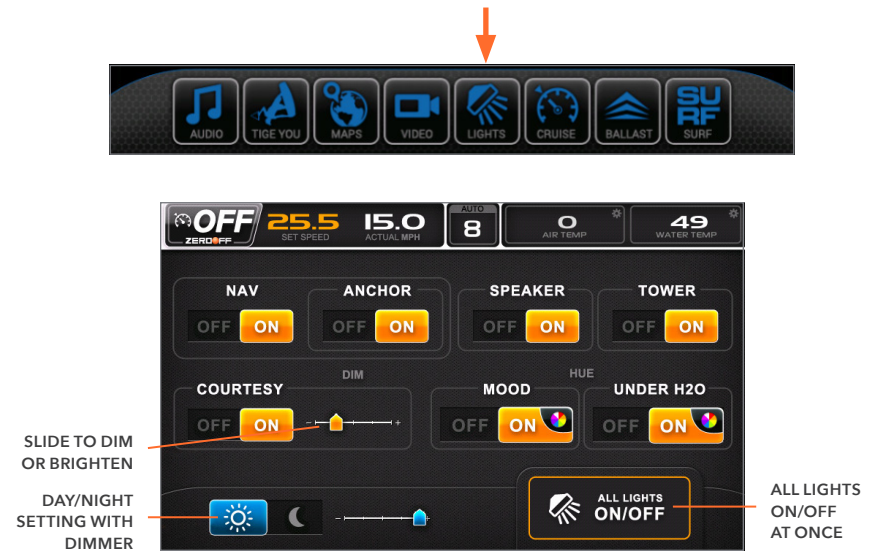 AUDIO
TIGE YOU
MAPS
VIDEO
LIGHTS
CRUISE
BALLAST
SU
RF
SURF
OFF
ZEROFF
25.5
SET SPEED
15.0
ACTUAL MPH
AUTO
8
0
AIR TEMP
49
WATER TEMP
NAV
OFF ON
ANCHOR
OFF ON
SPEAKER
OFF ON
TOWER
OFF ON
COURTESY
DIM
OFF ON
- +
HUE
MOOD
OFF ON
UNDER H2O
OFF ON
SLIDE TO DIM
OR BRIGHTEN
DAY/NIGHT
SETTING WITH
DIMMER
- +
ALL LIGHTS
ON/OFF
ALL LIGHTS
ON/OFF
AT ONCE